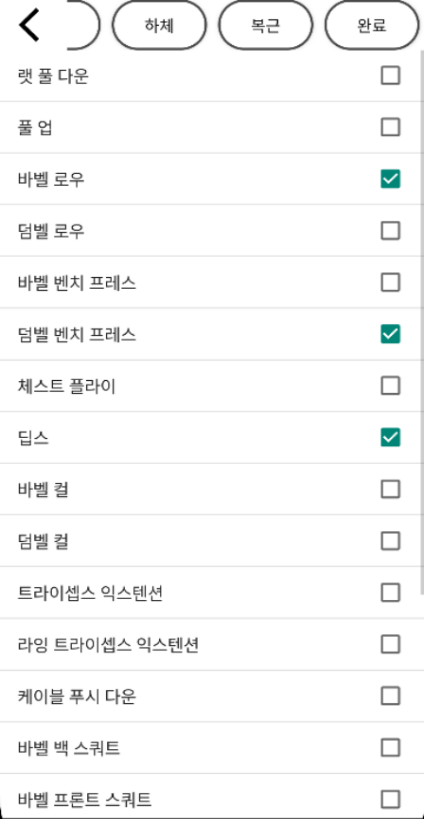 하체
복근
완료
랫 풀 다운
풀 업
바벨 로우
덤벨 로우
바벨 벤치 프레스
덤벨 벤치 프레스
체스트 플라이
딥스
바벨 컬
덤벨 컬
트라이셉스 익스텐션
라잉 트라이셉스 익스텐션
케이블 푸시 다운
바벨 백 스쿼트
바벨 프론트 스쿼트